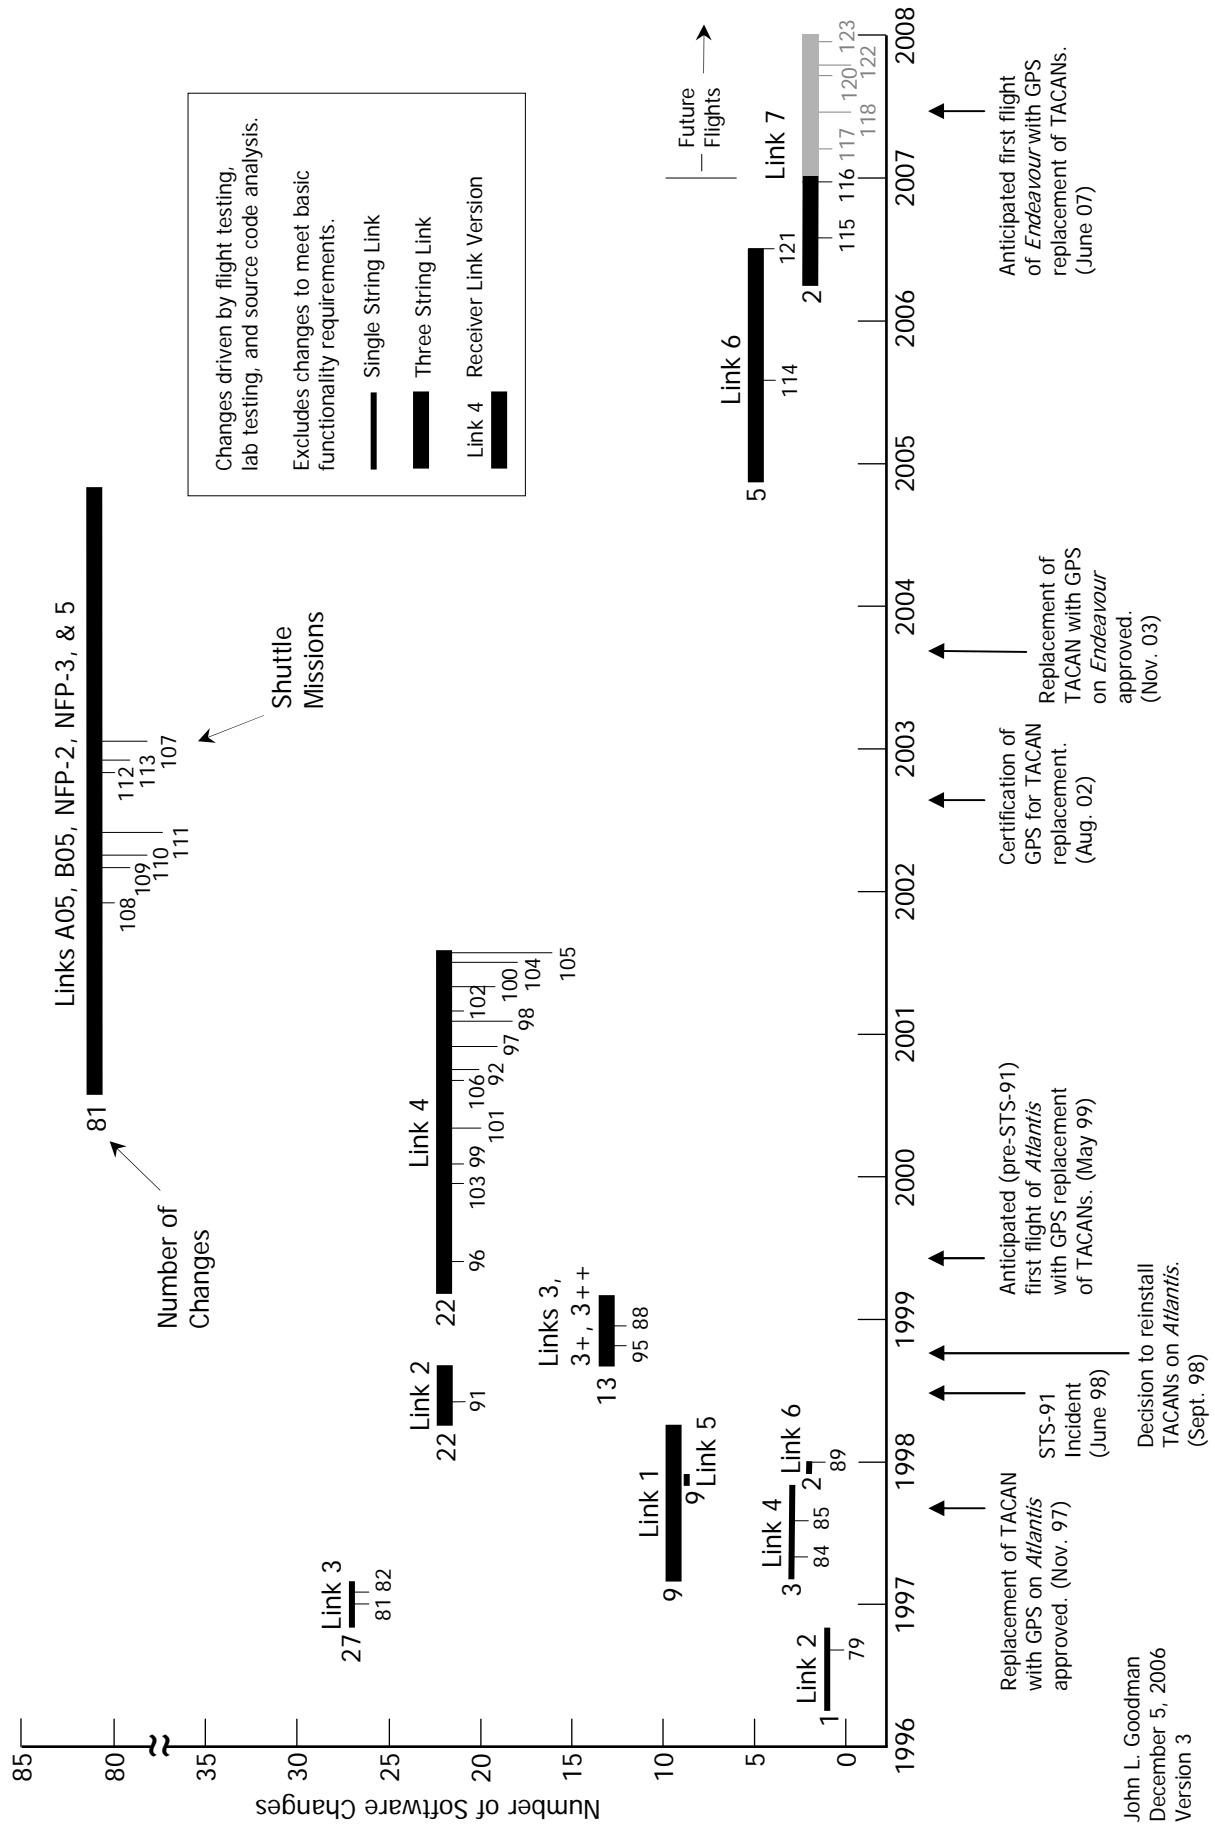 Number of Software Changes
85
80
35
30
25
20
15
10
5
0
Links A05, B05, NFP-2, NFP-3, & 5
81
108
109
110
111
112
113
107
Number of
Changes
Shuttle
Missions
Changes driven by flight testing,
lab testing, and source code analysis.
Excludes changes to meet basic
functionality requirements.
Single String Link
Three String Link
Link 4
Receiver Link Version
Link 3
27
81
82
Link 2
22
91
Link 4
22
96
103
99
101
106
92
97
98
102
100
104
105
Links 3,
3+, 3++
13
95
88
Link 1
9
9
Link 5
Link 4
3
84
85
Link 6
2
89
Link 2
1
79
Link 6
5
114
121
Link 7
2
115
116
117
118
120
122
123
Future
Flights
1996
1997
1998
1999
2000
2001
2002
2003
2004
2005
2006
2007
2008
Replacement of TACAN
with GPS on Atlantis
approved. (Nov. 97)
STS-91
Incident
(June 98)
Decision to reinstall
TACANs on Atlantis.
(Sept. 98)
Anticipated (pre-STS-91)
first flight of Atlantis
with GPS replacement
of TACANs. (May 99)
Certification of
GPS for TACAN
replacement.
(Aug. 02)
Replacement of
TACAN with GPS
on Endeavour
approved.
(Nov. 03)
Anticipated first flight
of Endeavour with GPS
replacement of TACANs.
(June 07)
John L. Goodman
December 5, 2006
Version 3